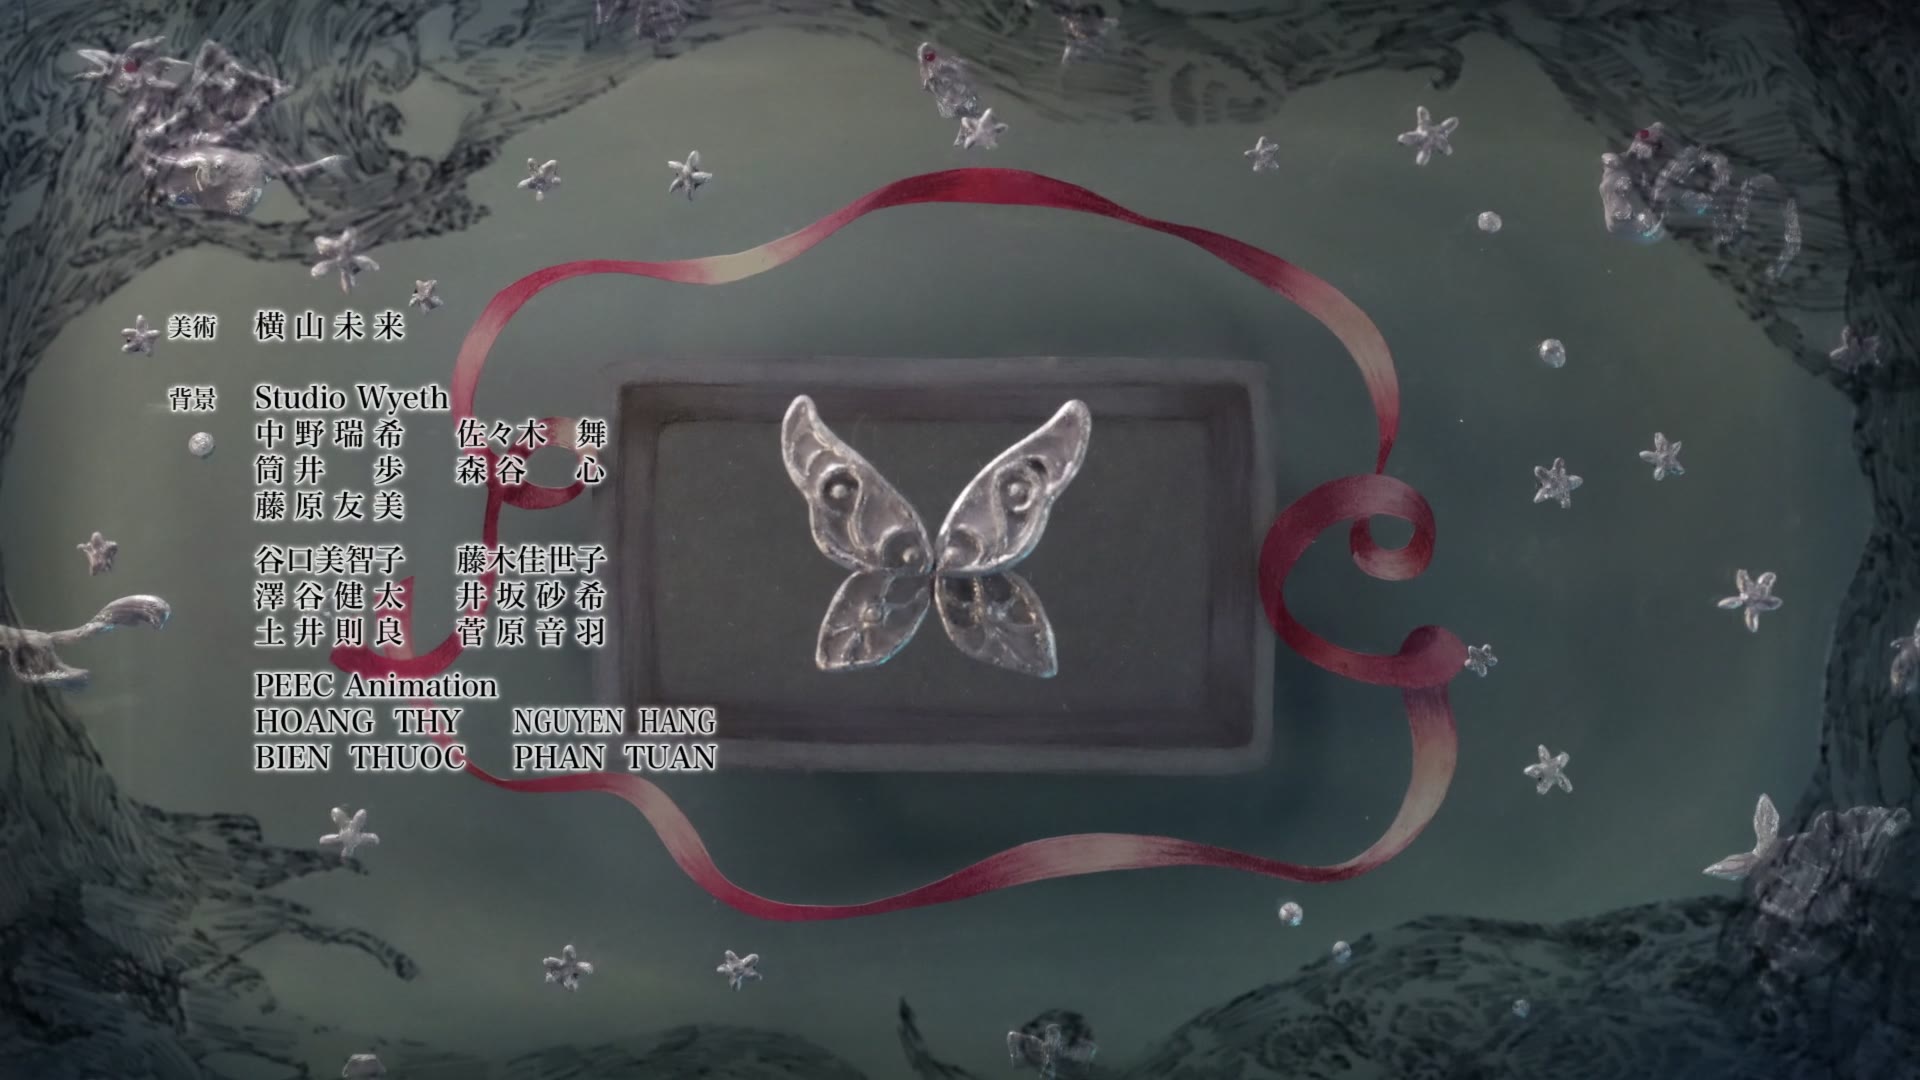 美術 横山未来
背景 Studio Wyeth
中野瑞希 佐々木 舞
筒井 歩 森谷 心
藤原友美
谷口美智子 藤木佳世子
澤谷健太 井坂砂希
土井則良 菅原音羽
PEEC Animation
HOANG THY NGUYEN HANG
BIEN THUOC PHAN TUAN